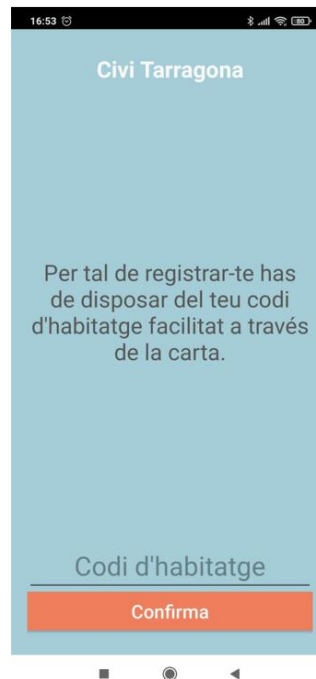 16:53
80
Civi Tarragona
Per tal de registrar-te has
de disposar del teu codi
d'habitatge facilitat a través
de la carta.
Codi d'habitatge
Confirma